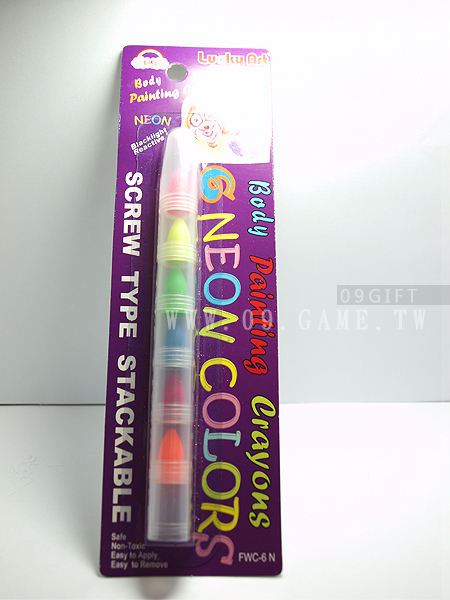 Lucky Art
Body
Painting
NEON
Blacklight
Reactive
SCREW TYPE STACKABLE
6 NEON COLORS
Body Painting Crayons
Safe
Non-Toxic
Easy to Apply
Easy to Remove
FWC-6 N
09GIFT
WWW.09.GAME.TW